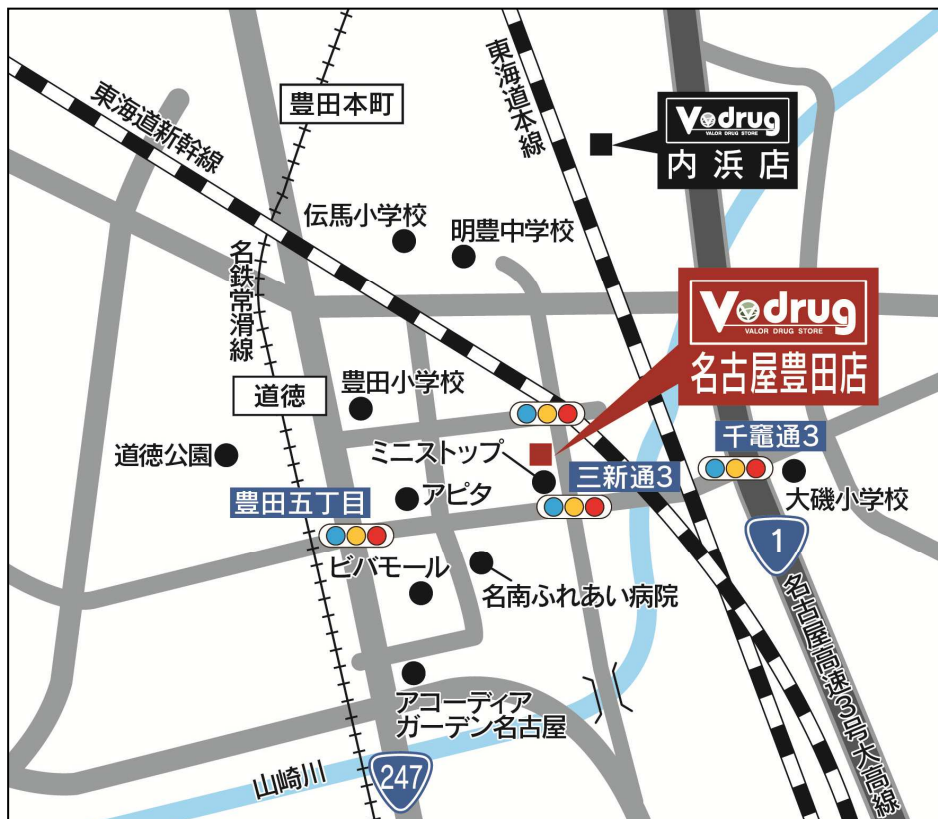 豊田本町
東海道新幹線
東海道本線
Vdrug
VALOR DRUG STORE
内浜店
伝馬小学校
明豊中学校
名鉄常滑線
Vdrug
VALOR DRUG STORE
名古屋豊田店
道徳
豊田小学校
道徳公園
ミニストップ
三新通3
千竈通3
アピタ
大磯小学校
豊田五丁目
1
ビバモール
名南ふれあい病院
名古屋高速3号大高線
アコーディア
ガーデン名古屋
山崎川
247